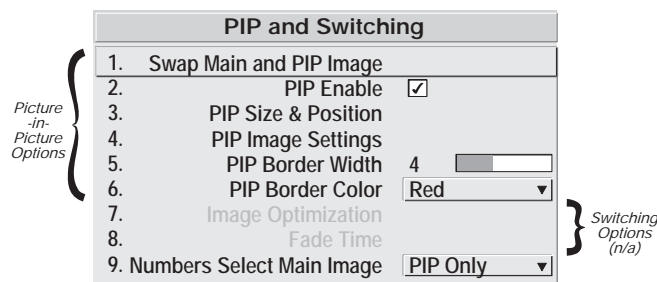 PIP and Switching
Picture
-in-
Picture
Options
1. Swap Main and PIP Image
2. PIP Enable
3. PIP Size & Position
4. PIP Image Settings
5. PIP Border Width 4
6. PIP Border Color Red
7. Image Optimization
8. Fade Time
9. Numbers Select Main Image PIP Only
Switching
Options
(n/a)